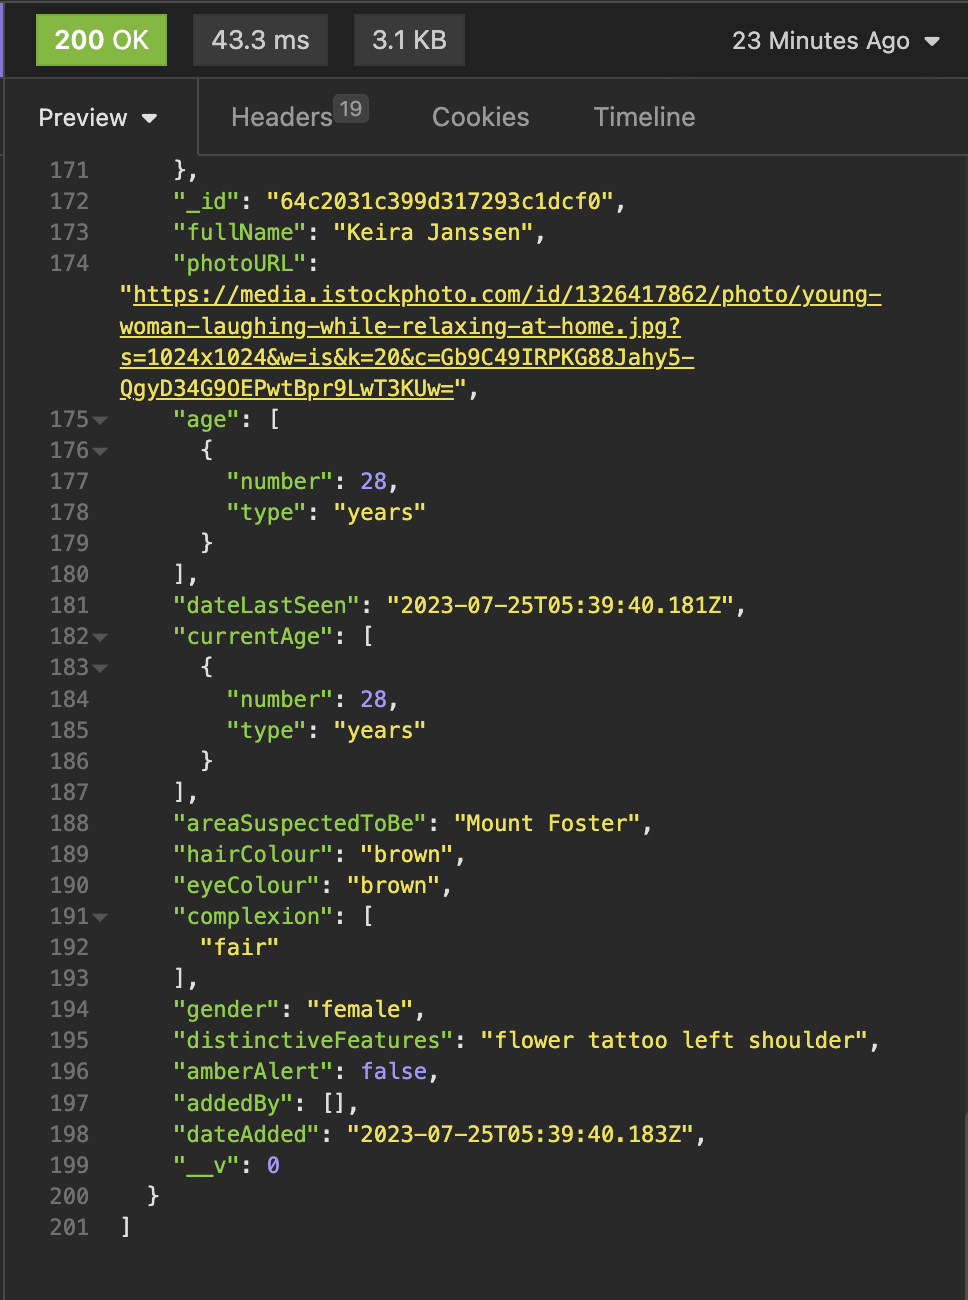 200 OK 43.3 ms 3.1 KB 23 Minutes Ago
Preview Headers 19 Cookies Timeline
171 },
172 "_id": "64c2031c399d317293c1dcf0",
173 "fullName": "Keira Janssen",
174 "photoURL":
"https://media.istockphoto.com/id/1326417862/photo/young-
woman-laughing-while-relaxing-at-home.jpg?
s=1024x1024&w=is&k=20&c=Gb9C49IRPKG88Jahy5-
QgyD34G9OEPwtBpr9LwT3KUw=",
175 "age": [
176 {
177 "number": 28,
178 "type": "years"
179 }
180 ],
181 "dateLastSeen": "2023-07-25T05:39:40.181Z",
182 "currentAge": [
183 {
184 "number": 28,
185 "type": "years"
186 }
187 ],
188 "areaSuspectedToBe": "Mount Foster",
189 "hairColour": "brown",
190 "eyeColour": "brown",
191 "complexion": [
192 "fair"
193 ],
194 "gender": "female",
195 "distinctiveFeatures": "flower tattoo left shoulder",
196 "amberAlert": false,
197 "addedBy": [],
198 "dateAdded": "2023-07-25T05:39:40.183Z",
199 "__v": 0
200 }
201 ]